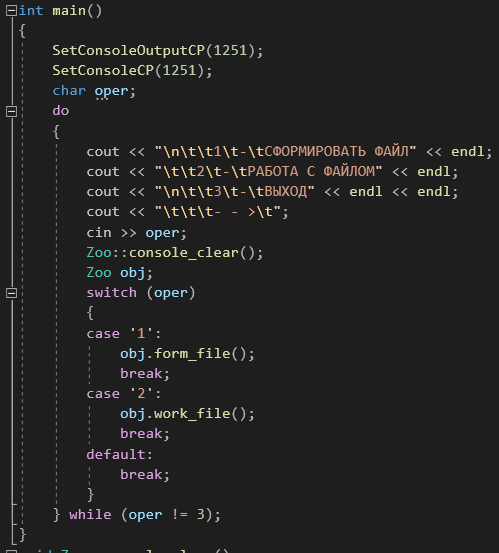 int main()
{
SetConsoleOutputCP(1251);
SetConsoleCP(1251);
char oper;
do
{
cout << "\n\t\t1\t-\tСФОРМИРОВАТЬ ФАЙЛ" << endl;
cout << "\t\t2\t-\tРАБОТА С ФАЙЛОМ" << endl;
cout << "\n\t\t3\t-\tВЫХОД" << endl << endl;
cout << "\t\t\t- - >\t";
cin >> oper;
Zoo::console_clear();
Zoo obj;
switch (oper)
{
case '1':
obj.form_file();
break;
case '2':
obj.work_file();
break;
default:
break;
}
} while (oper != 3);
}